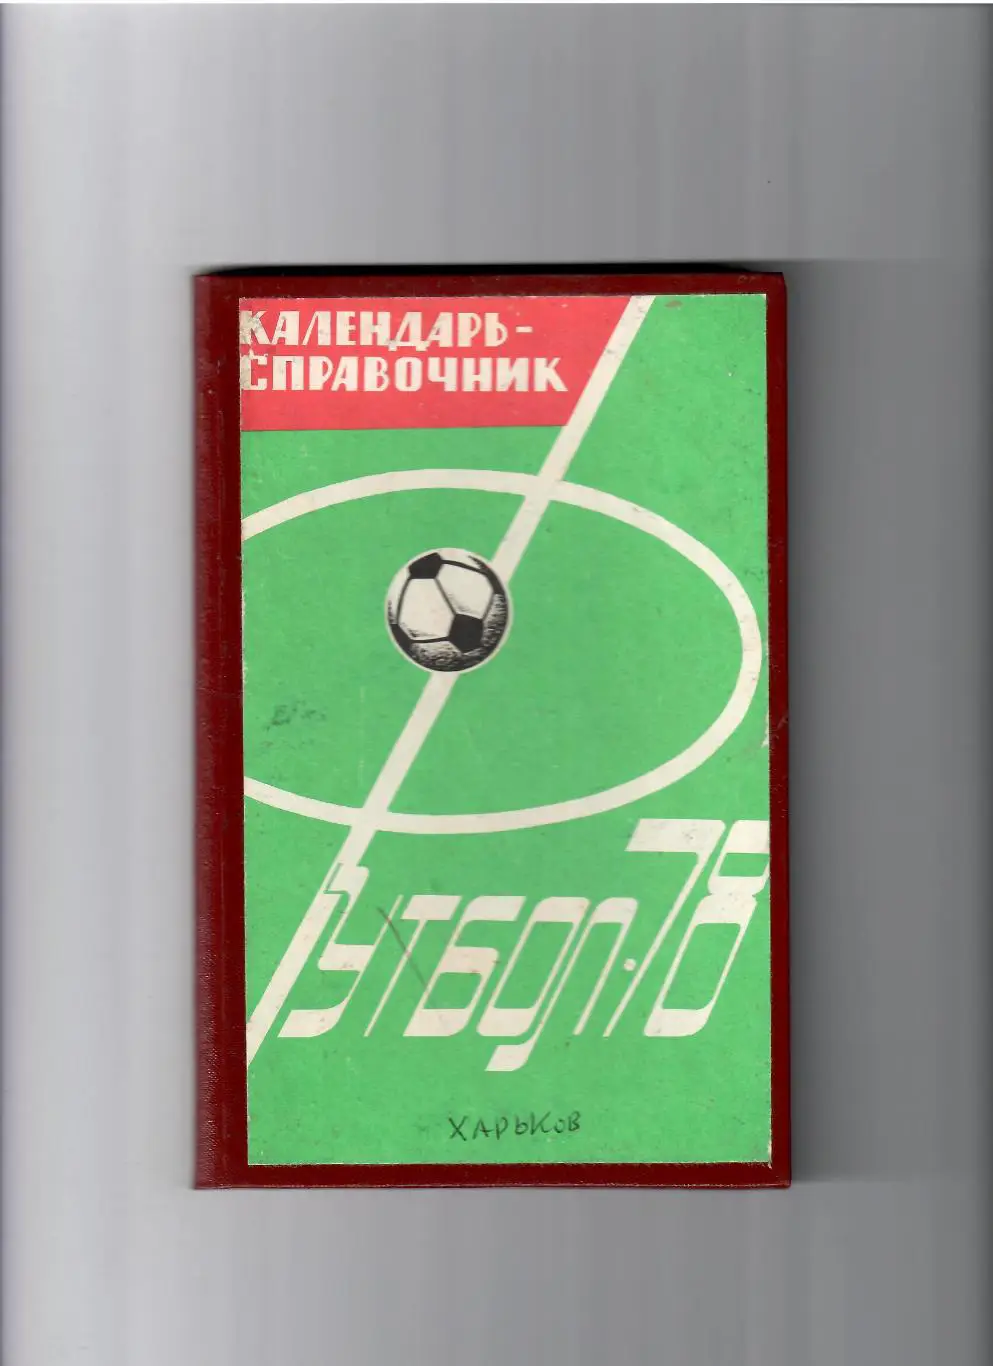 КАЛЕНДАРЬ-
СПРАВОЧНИК
ФУТБОЛ·78
ХАРЬКОВ